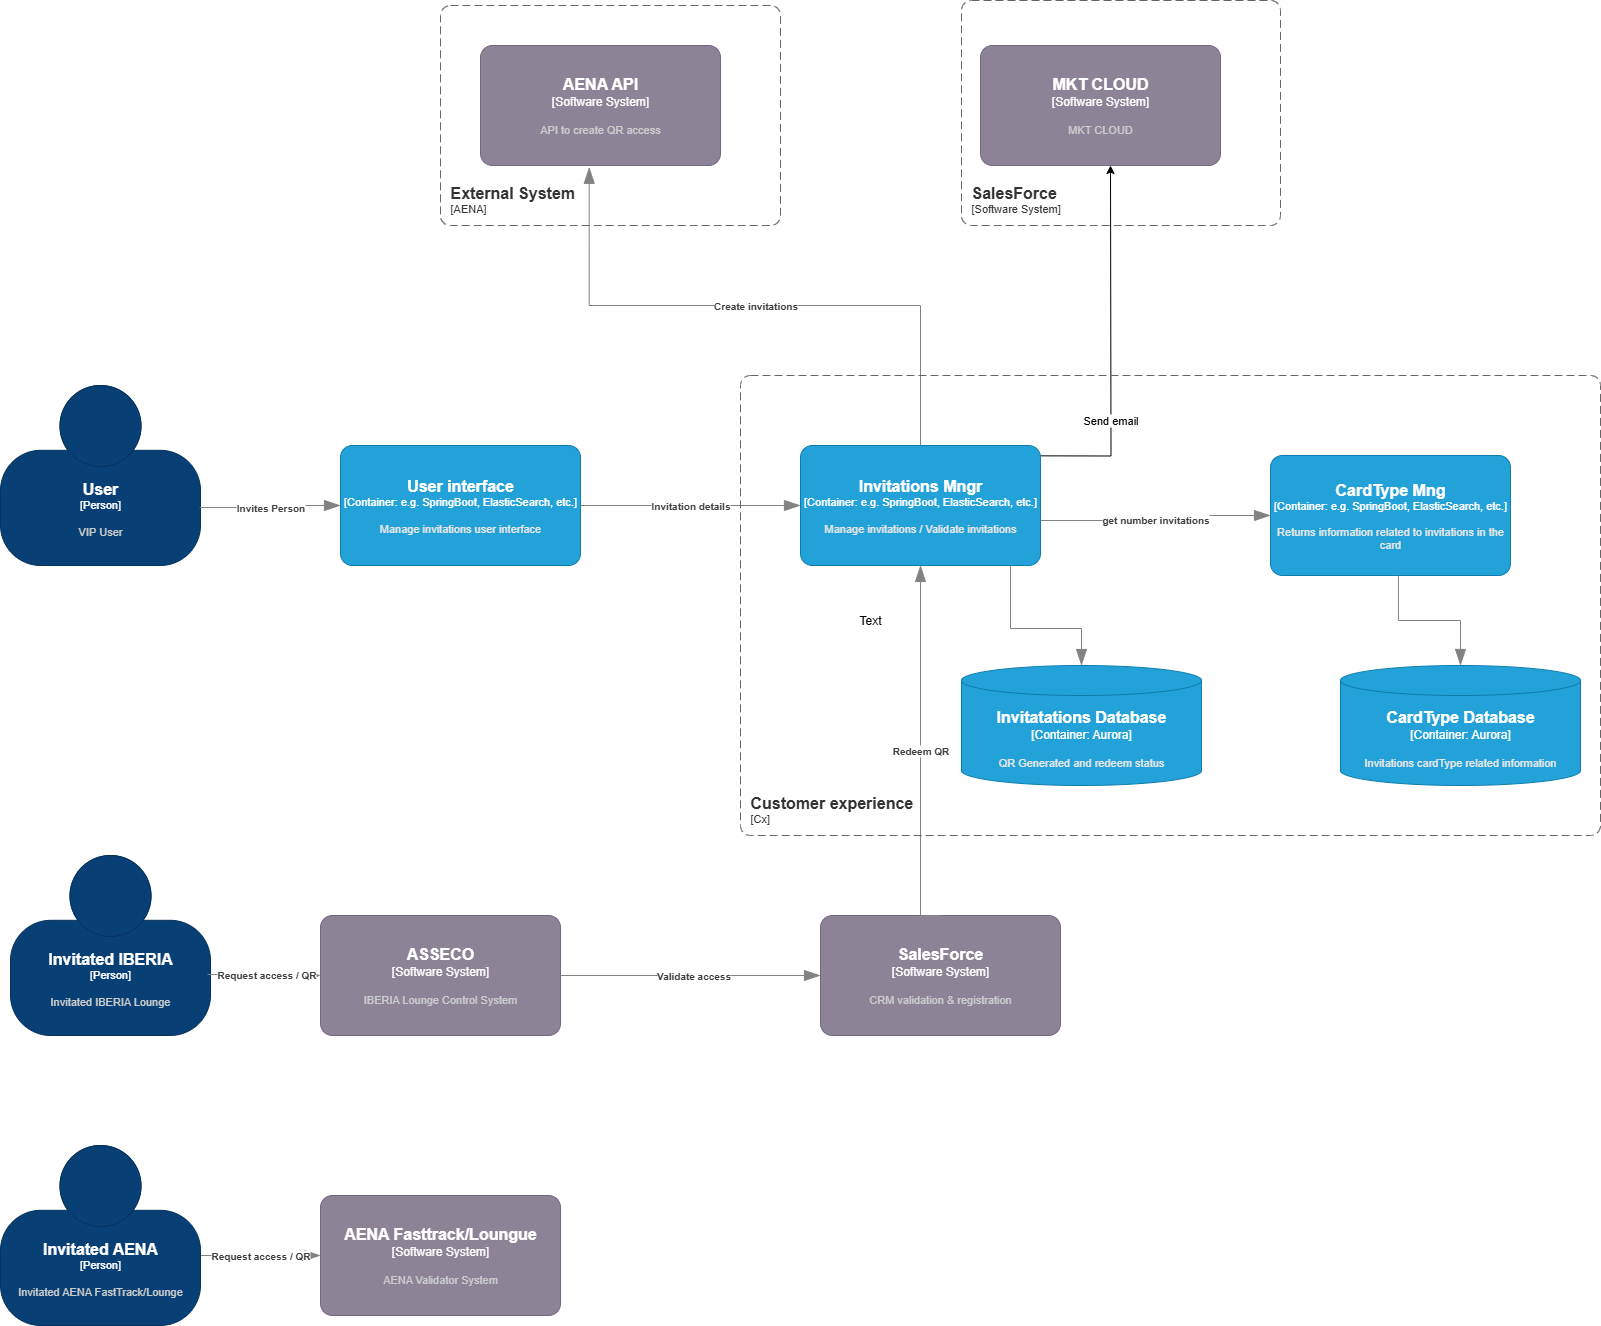 AENA API
[Software System]
API to create QR access
External System
[AENA]
MKT CLOUD
[Software System]
MKT CLOUD
SalesForce
[Software System]
Create invitations
Send email
User
[Person]
VIP User
Invites Person
User interface
[Container: e.g. SpringBoot, ElasticSearch, etc.]
Manage invitations user interface
Invitation details
Invitations Mngr
[Container: e.g. SpringBoot, ElasticSearch, etc.]
Manage invitations / Validate invitations
get number invitations
CardType Mng
[Container: e.g. SpringBoot, ElasticSearch, etc.]
Returns information related to invitations in the
card
Text
Invitatations Database
[Container: Aurora]
QR Generated and redeem status
CardType Database
[Container: Aurora]
Invitations cardType related information
Redeem QR
Customer experience
[Cx]
Invitated IBERIA
[Person]
Invitated IBERIA Lounge
Request access / QR
ASSECO
[Software System]
IBERIA Lounge Control System
Validate access
SalesForce
[Software System]
CRM validation & registration
Invitated AENA
[Person]
Invitated AENA FastTrack/Lounge
Request access / QR
AENA Fasttrack/Loungue
[Software System]
AENA Validator System